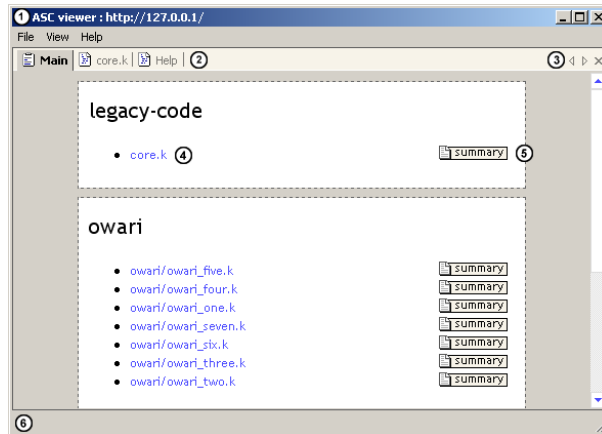 ① ASC viewer : http://127.0.0.1/
File View Help
Main core.k Help ② ③
legacy-code
• core.k ④ summary ⑤
owari
• owari/owari_five.k summary
• owari/owari_four.k summary
• owari/owari_one.k summary
• owari/owari_seven.k summary
• owari/owari_six.k summary
• owari/owari_three.k summary
• owari/owari_two.k summary
⑥